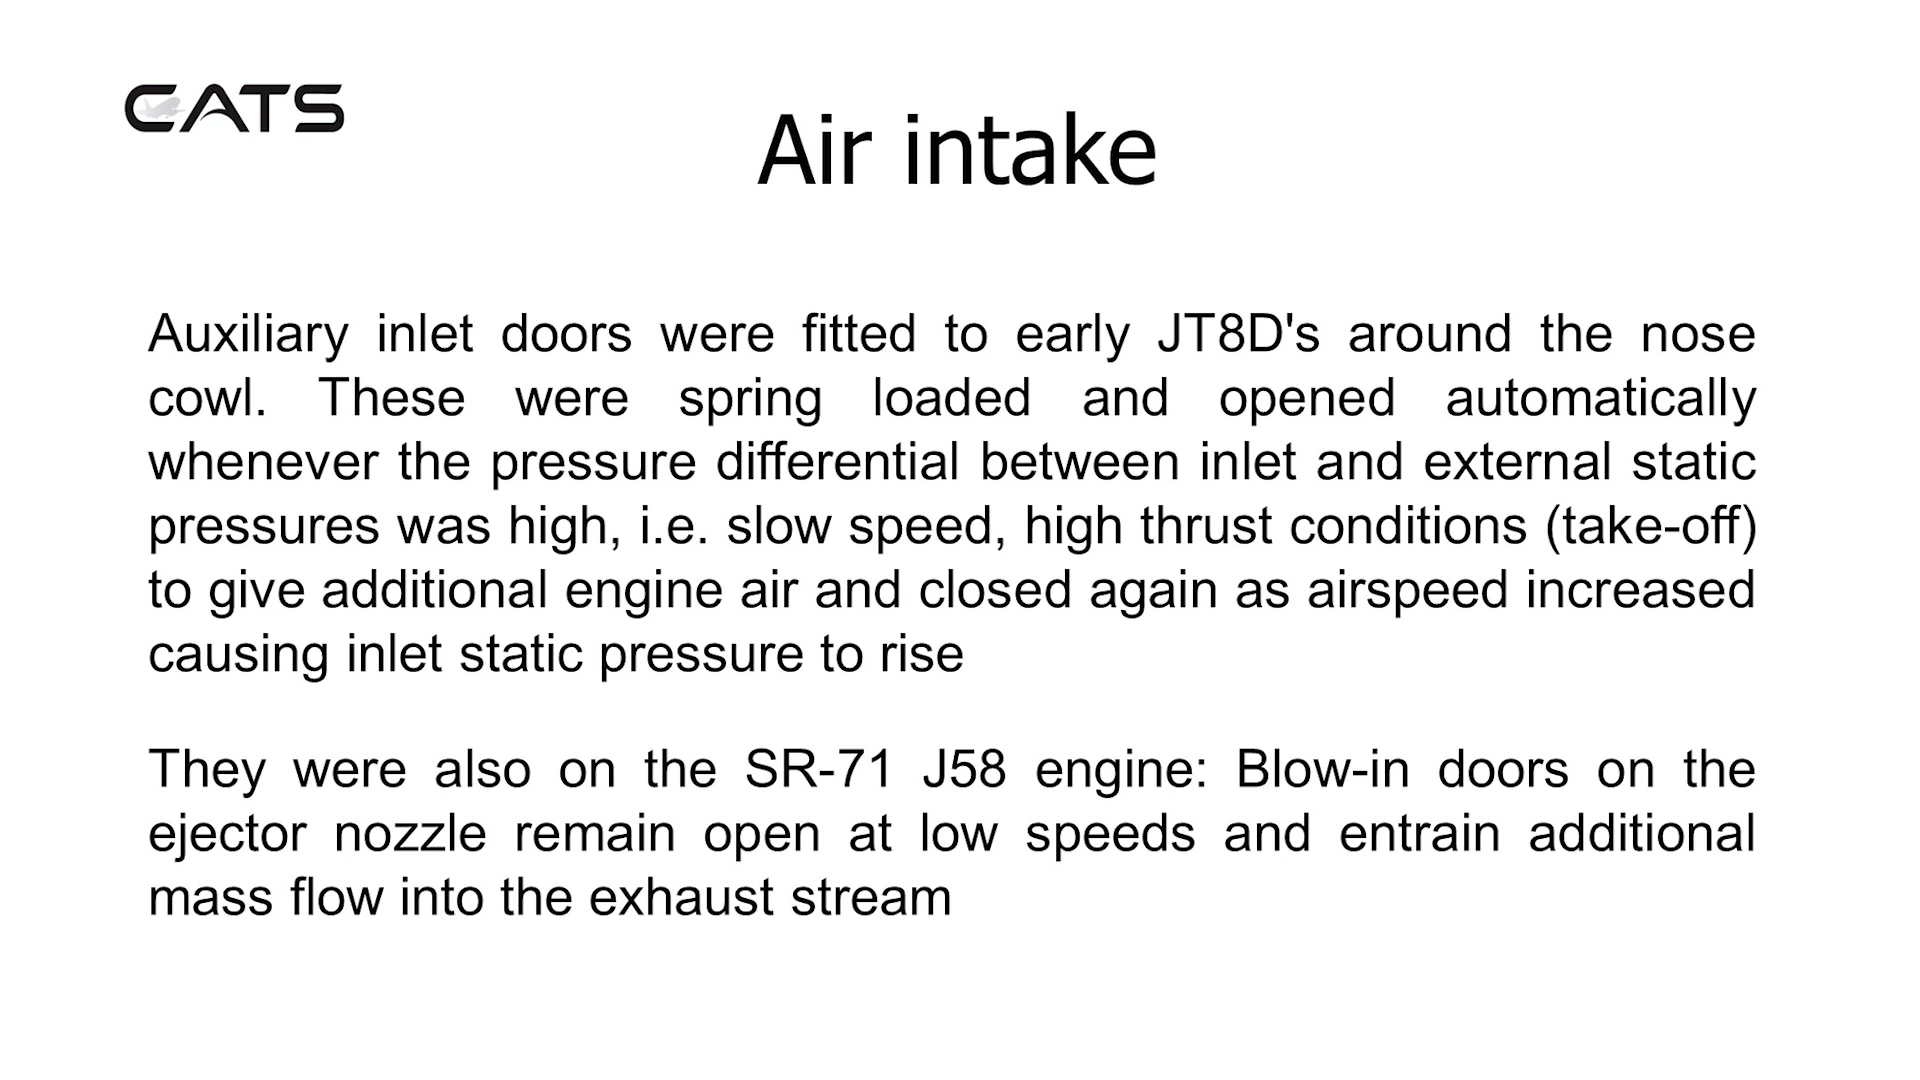 CATS
Air intake
Auxiliary inlet doors were fitted to early JT8D's around the nose
cowl. These were spring loaded and opened automatically
whenever the pressure differential between inlet and external static
pressures was high, i.e. slow speed, high thrust conditions (take-off)
to give additional engine air and closed again as airspeed increased
causing inlet static pressure to rise
They were also on the SR-71 J58 engine: Blow-in doors on the
ejector nozzle remain open at low speeds and entrain additional
mass flow into the exhaust stream